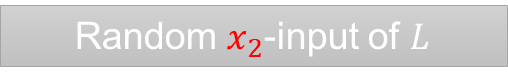 Random x₂-input of L